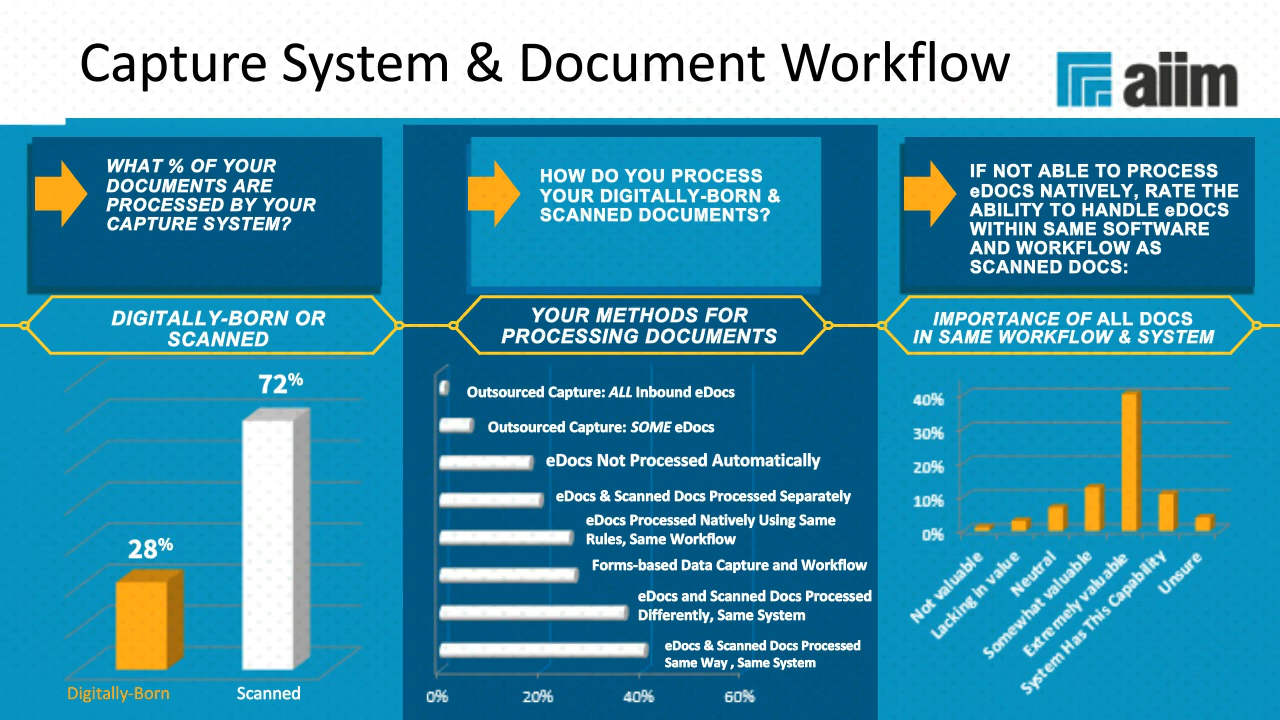 Capture System & Document Workflow
aiim
WHAT % OF YOUR
DOCUMENTS ARE
PROCESSED BY YOUR
CAPTURE SYSTEM?
DIGITALLY-BORN OR
SCANNED
72%
28%
Digitally-Born
Scanned
HOW DO YOU PROCESS
YOUR DIGITALLY-BORN &
SCANNED DOCUMENTS?
YOUR METHODS FOR
PROCESSING DOCUMENTS
Outsourced Capture: ALL Inbound eDocs
Outsourced Capture: SOME eDocs
eDocs Not Processed Automatically
eDocs & Scanned Docs Processed Separately
eDocs Processed Natively Using Same
Rules, Same Workflow
Forms-based Data Capture and Workflow
eDocs and Scanned Docs Processed
Differently, Same System
eDocs & Scanned Docs Processed
Same Way , Same System
0%
20%
40%
60%
IF NOT ABLE TO PROCESS
eDOCS NATIVELY, RATE THE
ABILITY TO HANDLE eDOCS
WITHIN SAME SOFTWARE
AND WORKFLOW AS
SCANNED DOCS:
IMPORTANCE OF ALL DOCS
IN SAME WORKFLOW & SYSTEM
40%
30%
20%
10%
0%
Not valuable
Lacking in value
Neutral
Somewhat valuable
Extremely valuable
System Has This Capability
Unsure